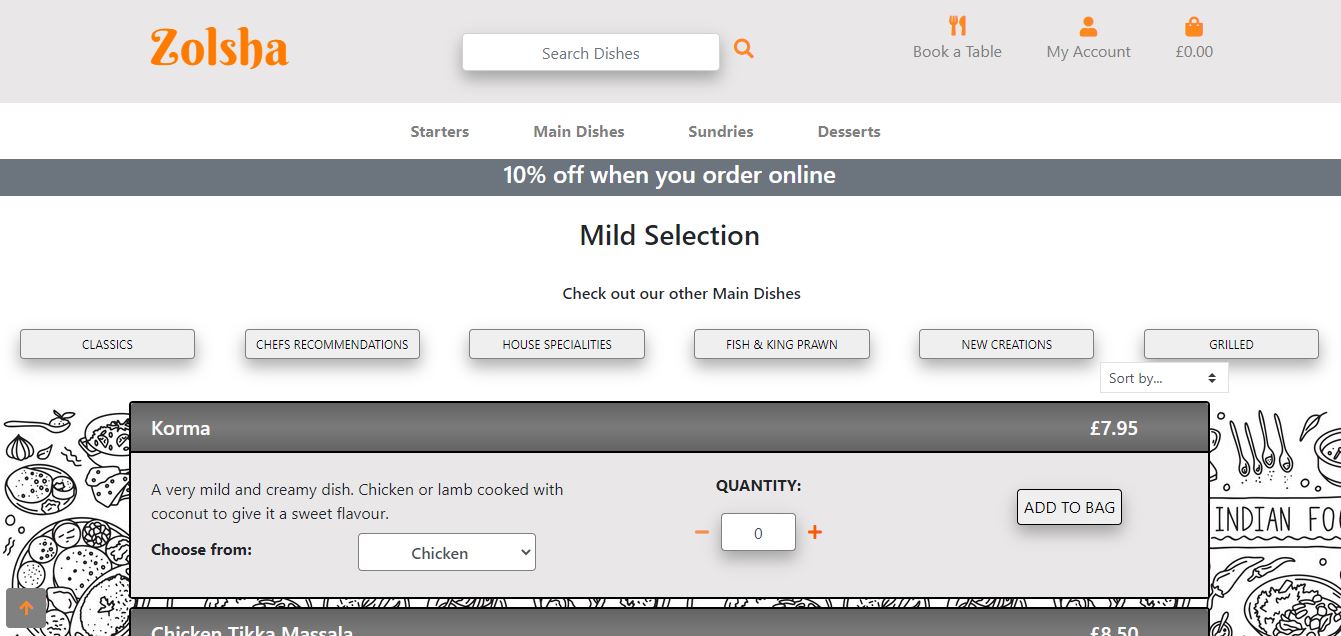 Zolsha
Search Dishes
Book a Table
My Account
£0.00
Starters
Main Dishes
Sundries
Desserts
10% off when you order online
Mild Selection
Check out our other Main Dishes
CLASSICS
CHEFS RECOMMENDATIONS
HOUSE SPECIALITIES
FISH & KING PRAWN
NEW CREATIONS
GRILLED
Sort by...
Korma
£7.95
A very mild and creamy dish. Chicken or lamb cooked with
coconut to give it a sweet flavour.
Choose from:
Chicken
QUANTITY:
0
ADD TO BAG
INDIAN FO
Chicken Tikka Massala
£8.50